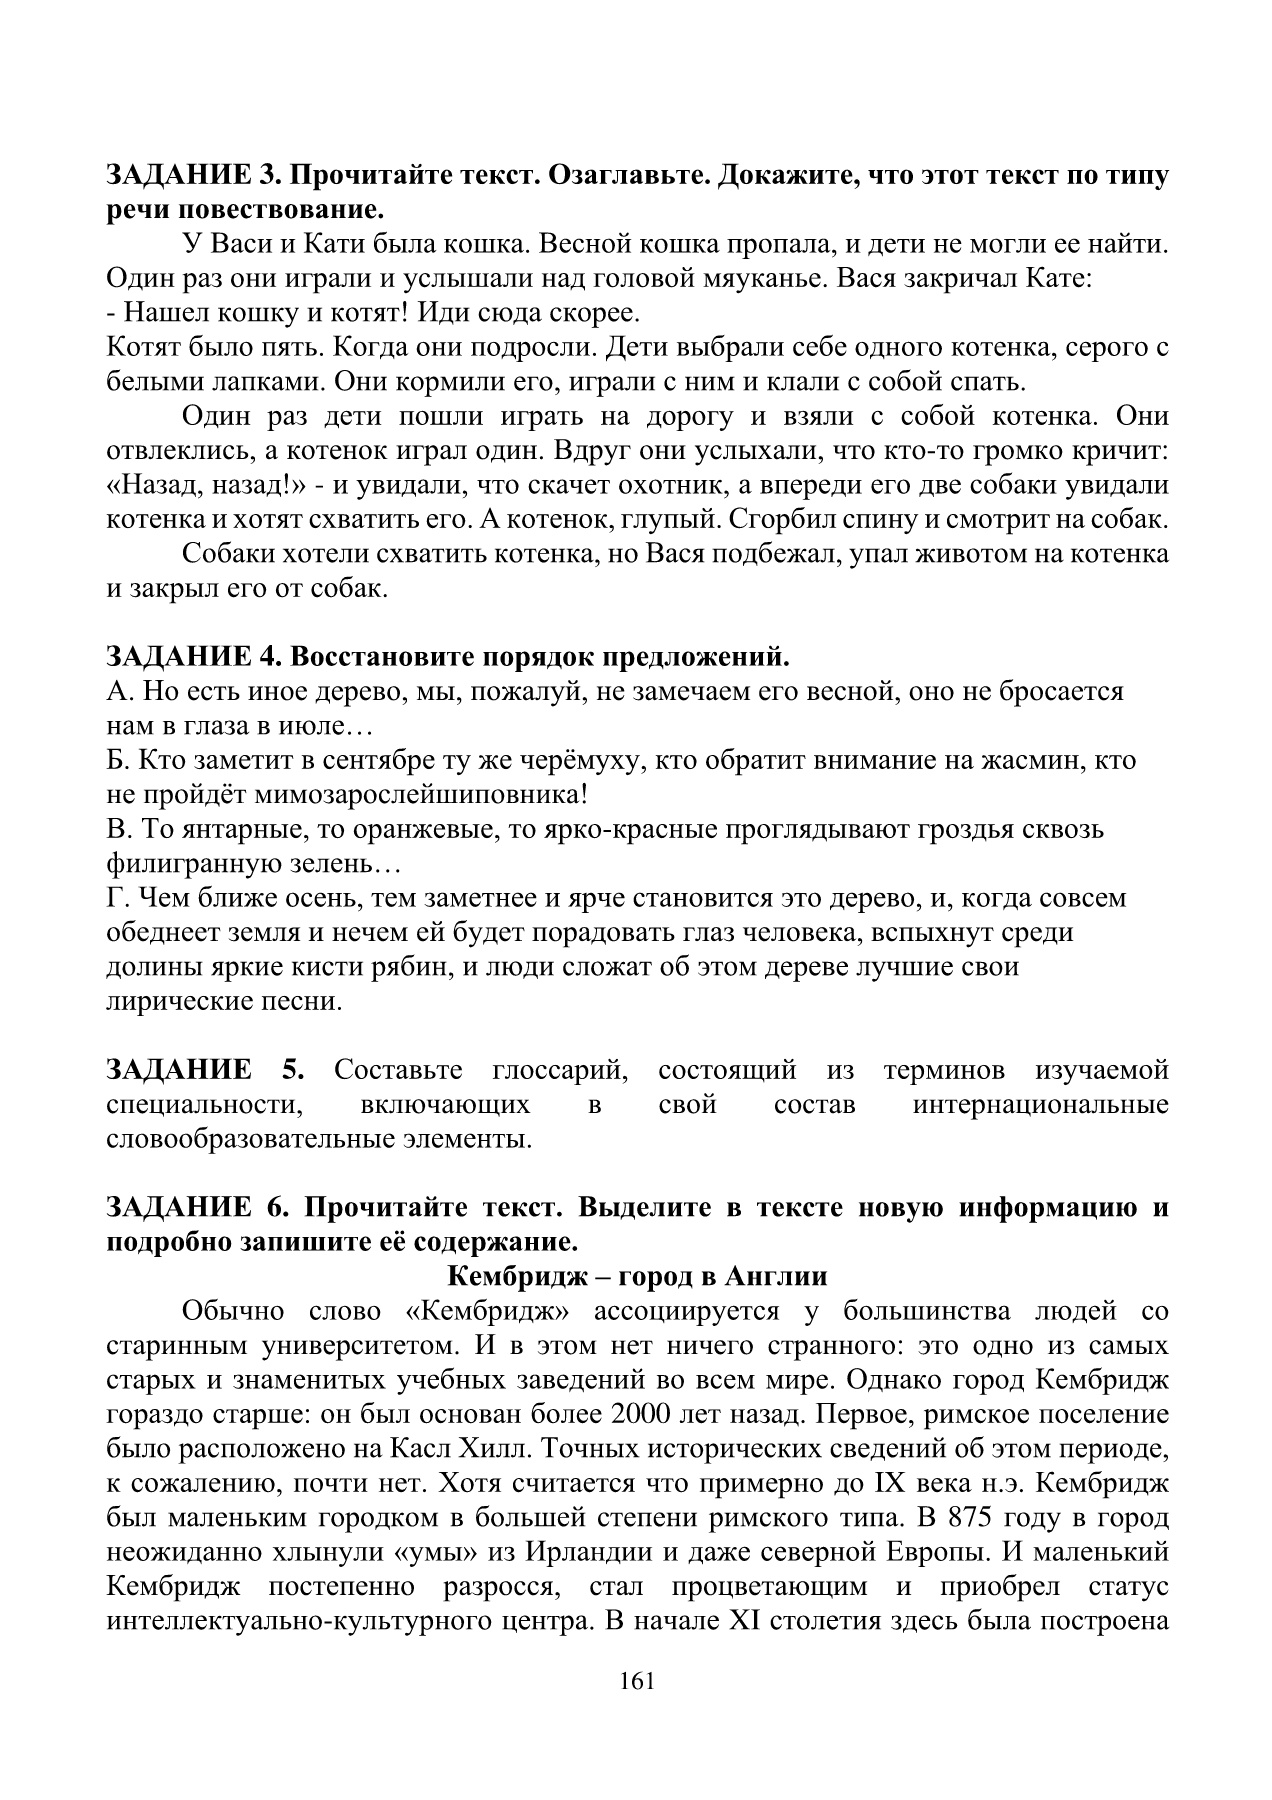 ЗАДАНИЕ 3. Прочитайте текст. Озаглавьте. Докажите, что этот текст по типу
речи повествование.
У Васи и Кати была кошка. Весной кошка пропала, и дети не могли ее найти.
Один раз они играли и услышали над головой мяуканье. Вася закричал Кате:
- Нашел кошку и котят! Иди сюда скорее.
Котят было пять. Когда они подросли. Дети выбрали себе одного котенка, серого с
белыми лапками. Они кормили его, играли с ним и клали с собой спать.
Один раз дети пошли играть на дорогу и взяли с собой котенка. Они
отвлеклись, а котенок играл один. Вдруг они услыхали, что кто-то громко кричит:
«Назад, назад!» - и увидали, что скачет охотник, а впереди его две собаки увидали
котенка и хотят схватить его. А котенок, глупый. Сгорбил спину и смотрит на собак.
Собаки хотели схватить котенка, но Вася подбежал, упал животом на котенка
и закрыл его от собак.
ЗАДАНИЕ 4. Восстановите порядок предложений.
А. Но есть иное дерево, мы, пожалуй, не замечаем его весной, оно не бросается
нам в глаза в июле…
Б. Кто заметит в сентябре ту же черёмуху, кто обратит внимание на жасмин, кто
не пройдёт мимозарослейшиповника!
В. То янтарные, то оранжевые, то ярко-красные проглядывают гроздья сквозь
филигранную зелень…
Г. Чем ближе осень, тем заметнее и ярче становится это дерево, и, когда совсем
обеднеет земля и нечем ей будет порадовать глаз человека, вспыхнут среди
долины яркие кисти рябин, и люди сложат об этом дереве лучшие свои
лирические песни.
ЗАДАНИЕ 5. Составьте глоссарий, состоящий из терминов изучаемой
специальности, включающих в свой состав интернациональные
словообразовательные элементы.
ЗАДАНИЕ 6. Прочитайте текст. Выделите в тексте новую информацию и
подробно запишите её содержание.
Кембридж – город в Англии
Обычно слово «Кембридж» ассоциируется у большинства людей со
старинным университетом. И в этом нет ничего странного: это одно из самых
старых и знаменитых учебных заведений во всем мире. Однако город Кембридж
гораздо старше: он был основан более 2000 лет назад. Первое, римское поселение
было расположено на Касл Хилл. Точных исторических сведений об этом периоде,
к сожалению, почти нет. Хотя считается что примерно до IX века н.э. Кембридж
был маленьким городком в большей степени римского типа. В 875 году в город
неожиданно хлынули «умы» из Ирландии и даже северной Европы. И маленький
Кембридж постепенно разросся, стал процветающим и приобрел статус
интеллектуально-культурного центра. В начале XI столетия здесь была построена
161